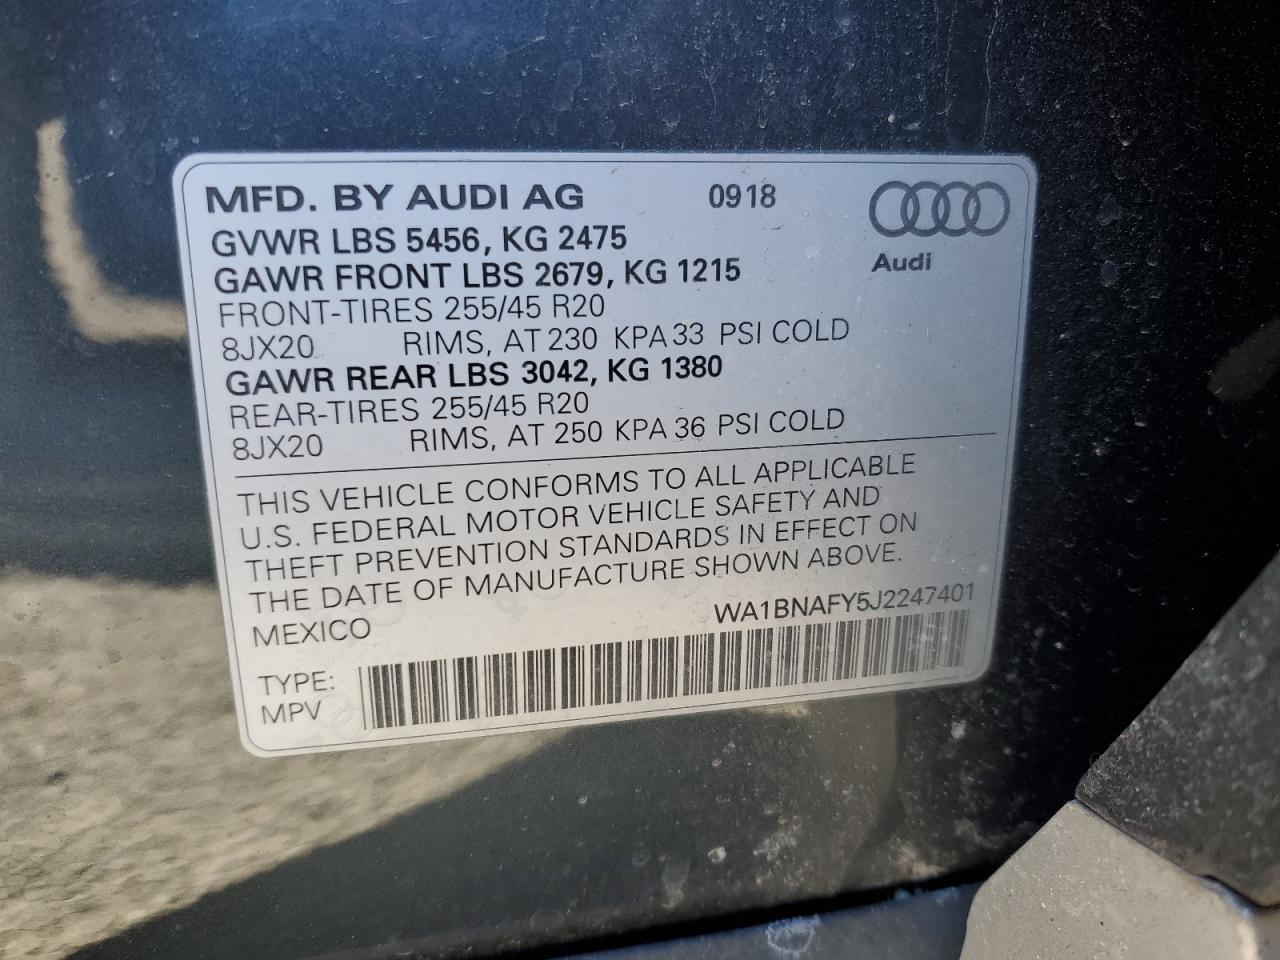 MFD. BY AUDI AG 0918
Audi
GVWR LBS 5456, KG 2475
GAWR FRONT LBS 2679, KG 1215
FRONT-TIRES 255/45 R20
8JX20 RIMS, AT 230 KPA 33 PSI COLD
GAWR REAR LBS 3042, KG 1380
REAR-TIRES 255/45 R20
8JX20 RIMS, AT 250 KPA 36 PSI COLD
THIS VEHICLE CONFORMS TO ALL APPLICABLE
U.S. FEDERAL MOTOR VEHICLE SAFETY AND
THEFT PREVENTION STANDARDS IN EFFECT ON
THE DATE OF MANUFACTURE SHOWN ABOVE.
MEXICO WA1BNAFY5J2247401
TYPE:
MPV